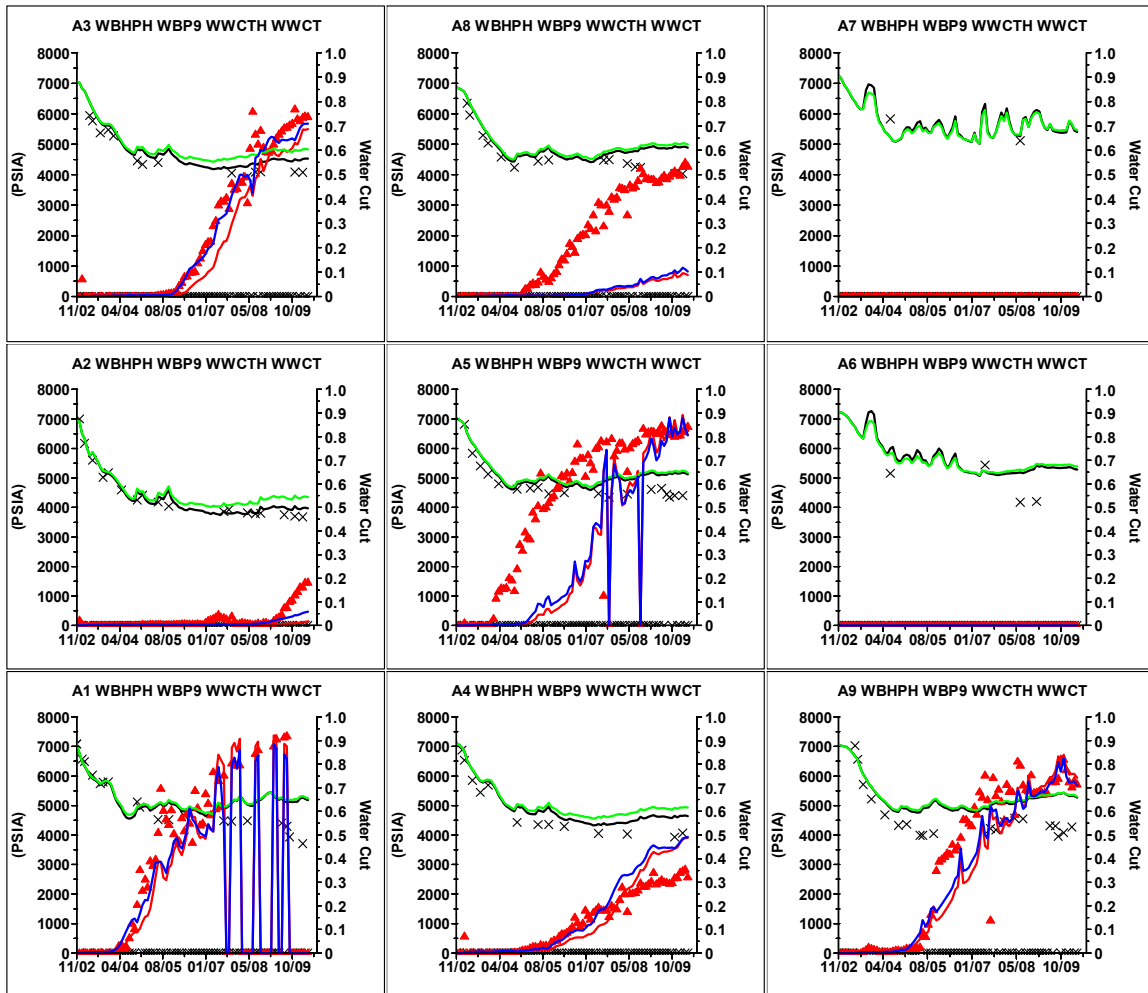 A3 WBHPH WBP9 WWCTH WWCT
A8 WBHPH WBP9 WWCTH WWCT
A7 WBHPH WBP9 WWCTH WWCT
8000 7000 6000 5000 4000 3000 2000 1000 0
(PSIA)
1.0 0.9 0.8 0.7 0.6 0.5 0.4 0.3 0.2 0.1 0
Water Cut
11/02 04/04 08/05 01/07 05/08 10/09
8000 7000 6000 5000 4000 3000 2000 1000 0
(PSIA)
1.0 0.9 0.8 0.7 0.6 0.5 0.4 0.3 0.2 0.1 0
Water Cut
11/02 04/04 08/05 01/07 05/08 10/09
8000 7000 6000 5000 4000 3000 2000 1000 0
(PSIA)
1.0 0.9 0.8 0.7 0.6 0.5 0.4 0.3 0.2 0.1 0
Water Cut
11/02 04/04 08/05 01/07 05/08 10/09
A2 WBHPH WBP9 WWCTH WWCT
A5 WBHPH WBP9 WWCTH WWCT
A6 WBHPH WBP9 WWCTH WWCT
8000 7000 6000 5000 4000 3000 2000 1000 0
(PSIA)
1.0 0.9 0.8 0.7 0.6 0.5 0.4 0.3 0.2 0.1 0
Water Cut
11/02 04/04 08/05 01/07 05/08 10/09
8000 7000 6000 5000 4000 3000 2000 1000 0
(PSIA)
1.0 0.9 0.8 0.7 0.6 0.5 0.4 0.3 0.2 0.1 0
Water Cut
11/02 04/04 08/05 01/07 05/08 10/09
8000 7000 6000 5000 4000 3000 2000 1000 0
(PSIA)
1.0 0.9 0.8 0.7 0.6 0.5 0.4 0.3 0.2 0.1 0
Water Cut
11/02 04/04 08/05 01/07 05/08 10/09
A1 WBHPH WBP9 WWCTH WWCT
A4 WBHPH WBP9 WWCTH WWCT
A9 WBHPH WBP9 WWCTH WWCT
8000 7000 6000 5000 4000 3000 2000 1000 0
(PSIA)
1.0 0.9 0.8 0.7 0.6 0.5 0.4 0.3 0.2 0.1 0
Water Cut
11/02 04/04 08/05 01/07 05/08 10/09
8000 7000 6000 5000 4000 3000 2000 1000 0
(PSIA)
1.0 0.9 0.8 0.7 0.6 0.5 0.4 0.3 0.2 0.1 0
Water Cut
11/02 04/04 08/05 01/07 05/08 10/09
8000 7000 6000 5000 4000 3000 2000 1000 0
(PSIA)
1.0 0.9 0.8 0.7 0.6 0.5 0.4 0.3 0.2 0.1 0
Water Cut
11/02 04/04 08/05 01/07 05/08 10/09